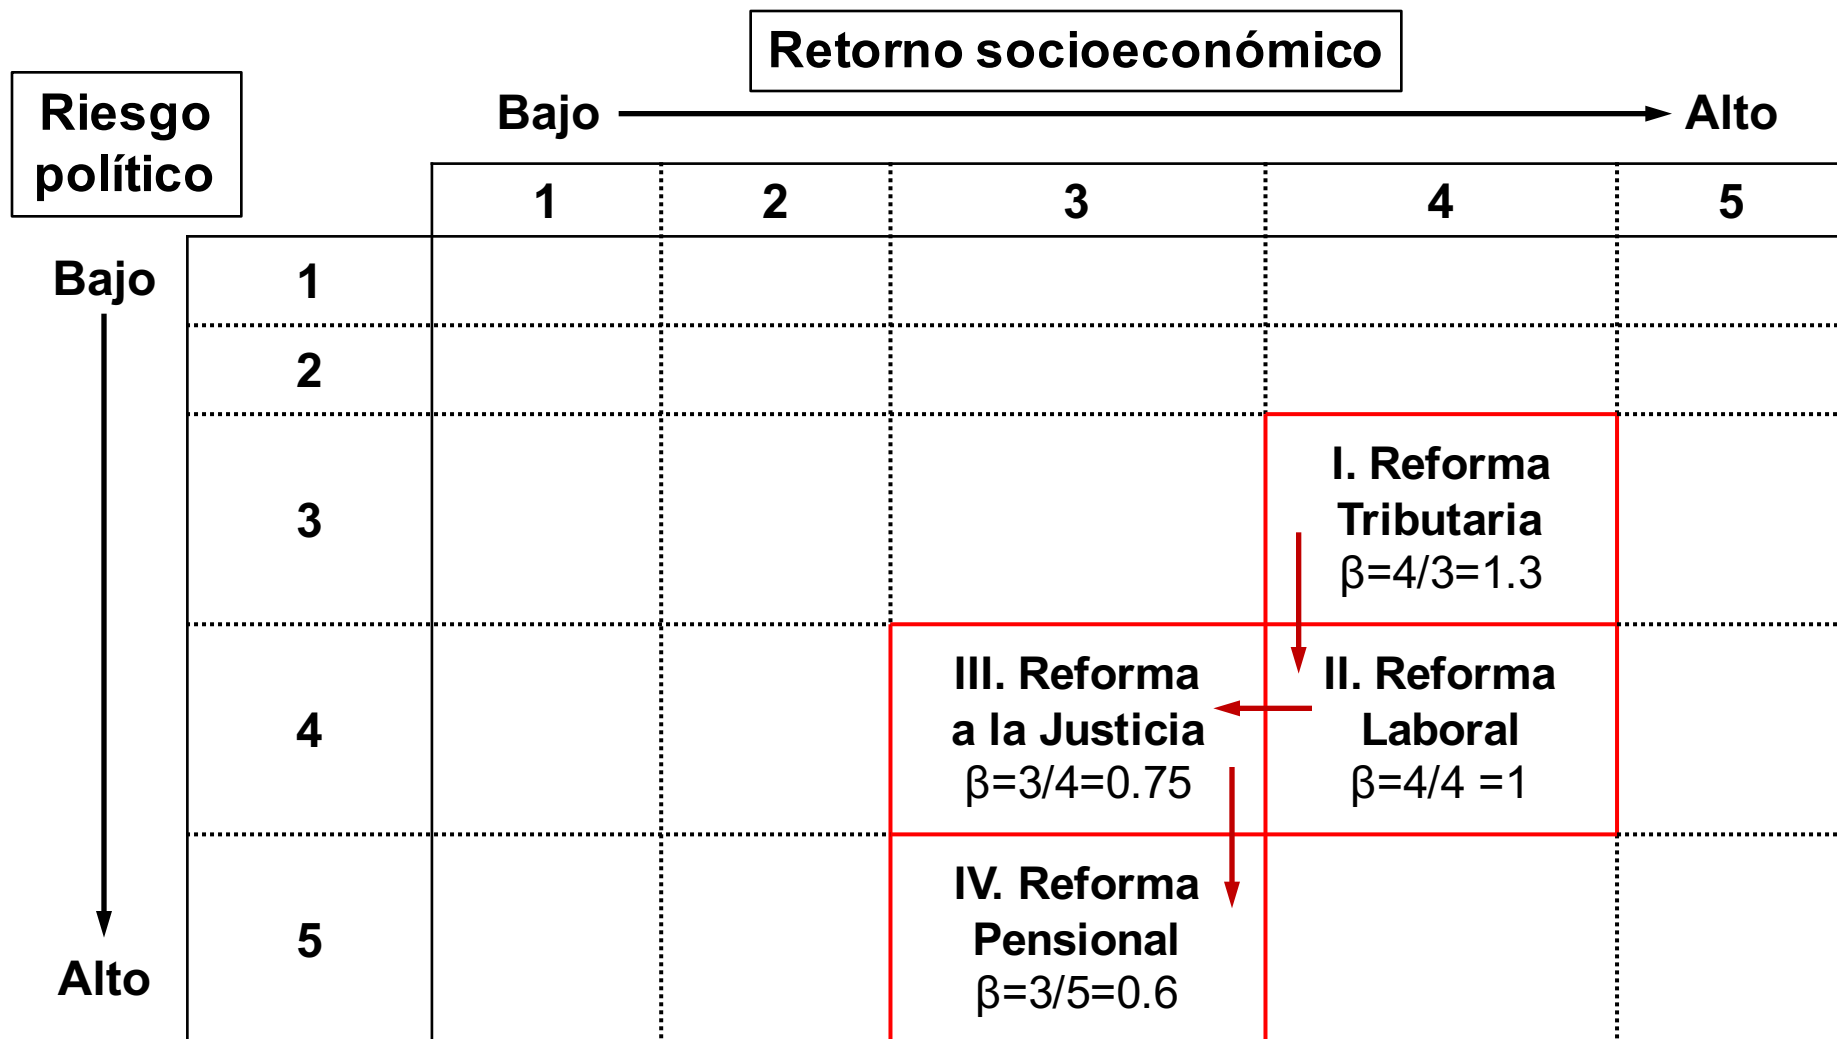 Retorno socioeconómico
Riesgo
político
Bajo
Alto
1
2
3
4
5
Bajo
1
2
3
I. Reforma
Tributaria
β=4/3=1.3
4
III. Reforma
a la Justicia
β=3/4=0.75
II. Reforma
Laboral
β=4/4 =1
5
IV. Reforma
Pensional
β=3/5=0.6
Alto